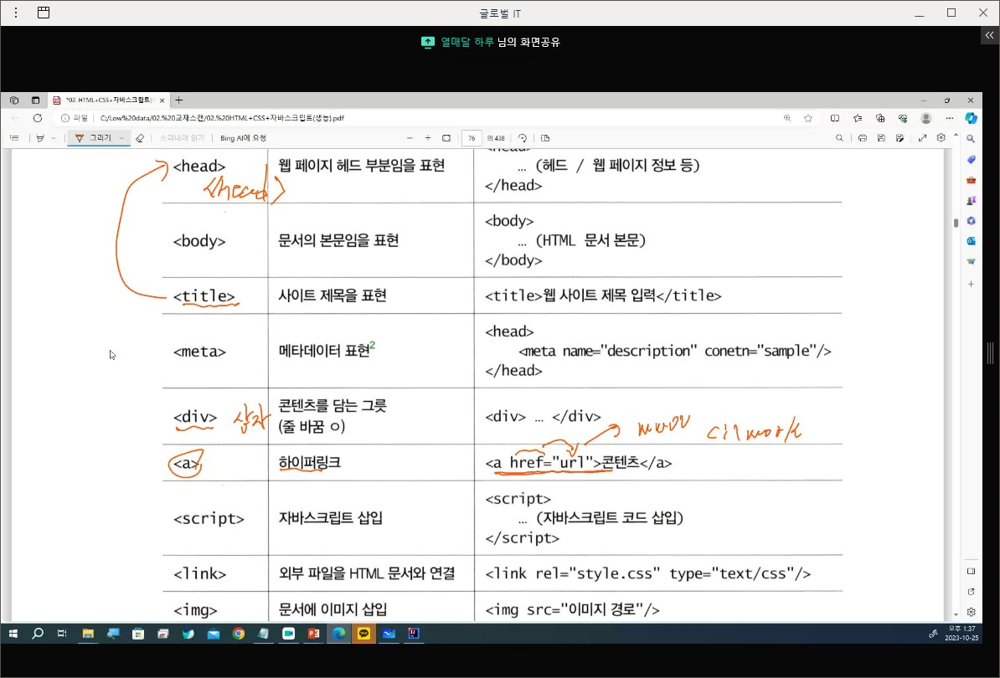 글로벌 IT
열매달 하루 님의 화면공유
*02. HTML+CSS+자바스크립트(
파일 C:/Low%20data/02.%20교재스캔/02.%20HTML+CSS+자바스크립트(생능).pdf
그리기 소리내어 읽기 Bing AI에 요청 76 의 438
<head>
<head> 웹 페이지 헤드 부분임을 표현 … (헤드 / 웹 페이지 정보 등)
<head> </head>
<body>
<body> 문서의 본문임을 표현 … (HTML 문서 본문)
</body>
<title> 사이트 제목을 표현 <title>웹 사이트 제목 입력</title>
<head>
<meta> 메타데이터 표현2 <meta name="description" conetn="sample"/>
</head>
콘텐츠를 담는 그릇
<div> 상자 <div> … </div>
(줄 바꿈 ㅇ)
<a> 하이퍼링크 <a href="url">콘텐츠</a>
<script>
<script> 자바스크립트 삽입 … (자바스크립트 코드 삽입)
</script>
<link> 외부 파일을 HTML 문서와 연결 <link rel="style.css" type="text/css"/>
<img> 문서에 이미지 삽입 <img src="이미지 경로"/>
오후 1:37
2023-10-25